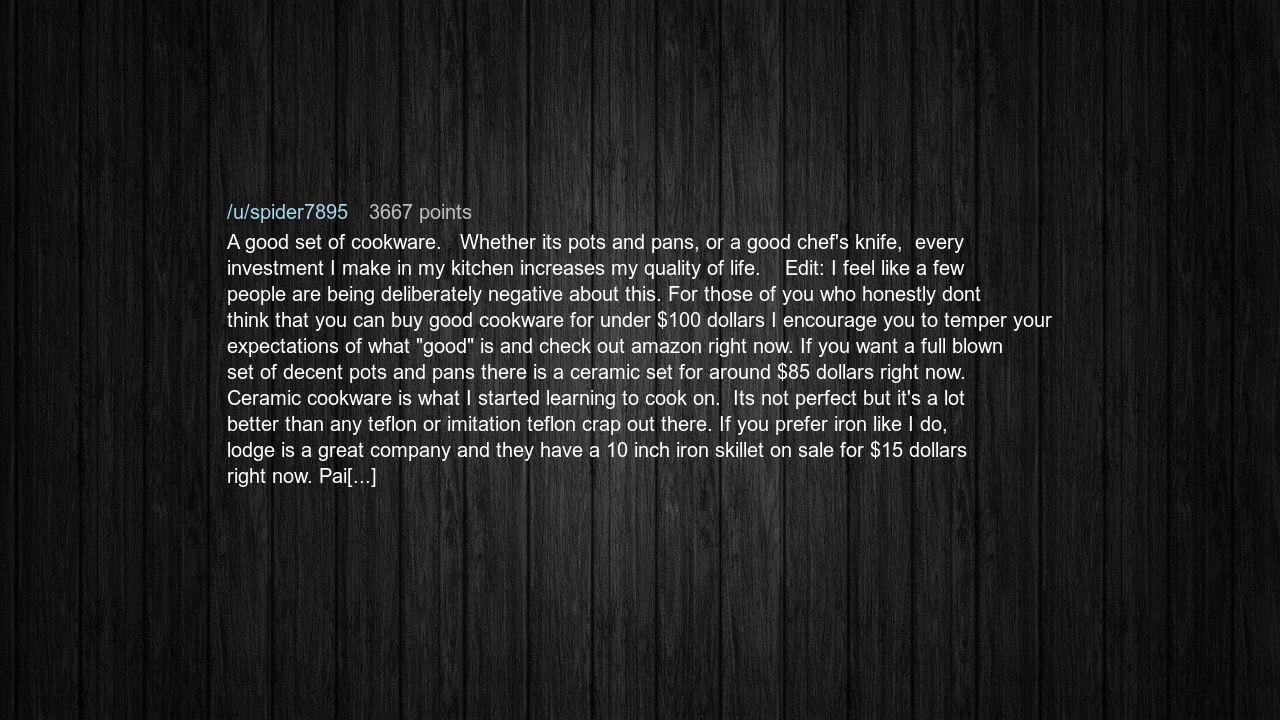 /u/spider7895 3667 points
A good set of cookware. Whether its pots and pans, or a good chef's knife, every
investment I make in my kitchen increases my quality of life. Edit: I feel like a few
people are being deliberately negative about this. For those of you who honestly dont
think that you can buy good cookware for under $100 dollars I encourage you to temper your
expectations of what "good" is and check out amazon right now. If you want a full blown
set of decent pots and pans there is a ceramic set for around $85 dollars right now.
Ceramic cookware is what I started learning to cook on. Its not perfect but it's a lot
better than any teflon or imitation teflon crap out there. If you prefer iron like I do,
lodge is a great company and they have a 10 inch iron skillet on sale for $15 dollars
right now. Pai[...]